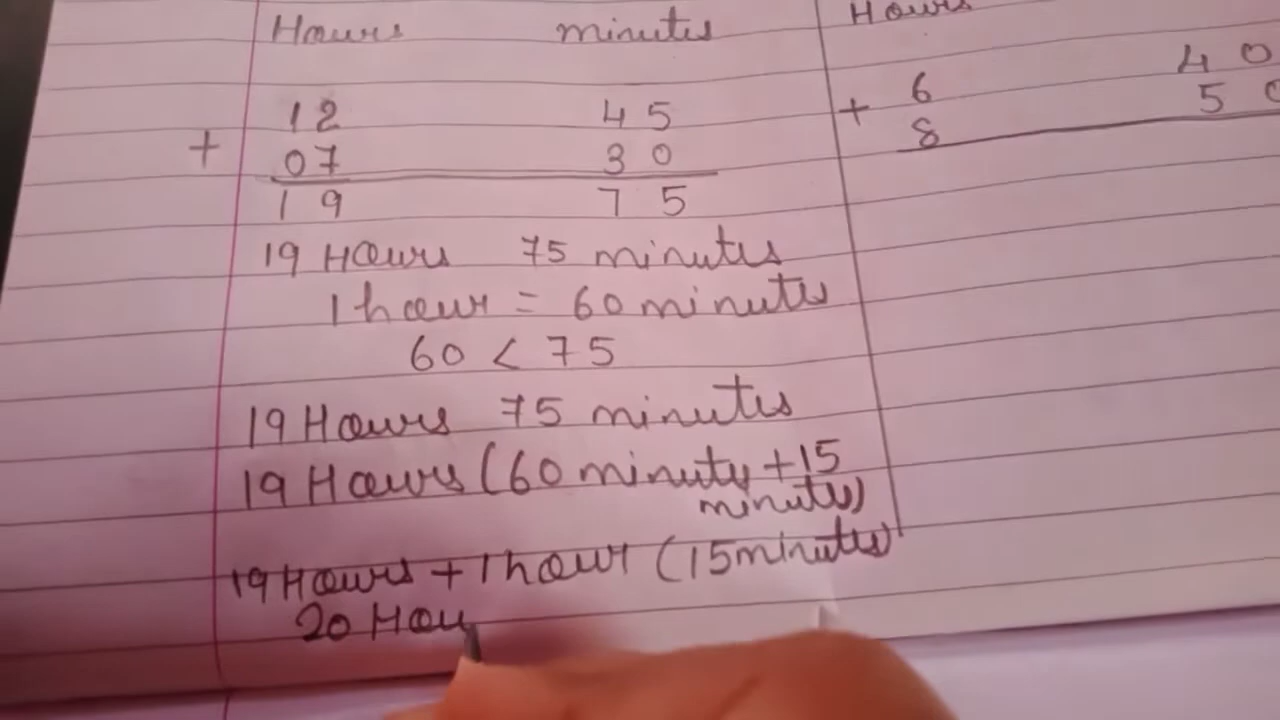 Hours minutes
12 45
+ 07 30
19 75
19 Hours 75 minutes
1 hour = 60 minutes
60 < 75
19 Hours 75 minutes
19 Hours (60 minuty +15
minutes)
19 Hours + 1 hour (15 minutes)
20 Hou
Hours
6 40
+ 8 50